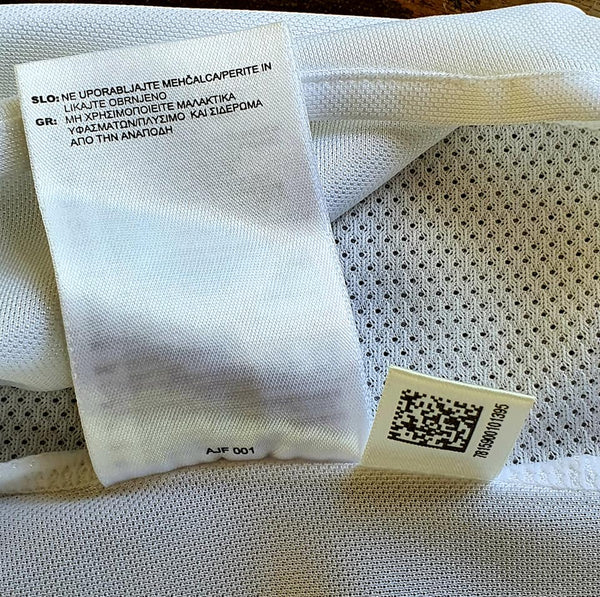 SLO: NE UPORABLJAJTE MEHČALCA/PERITE IN
LIKAJTE OBRNJENO
GR: ΜΗ ΧΡΗΣΙΜΟΠΟΙΕΙΤΕ ΜΑΛΑΚΤΙΚΑ
ΥΦΑΣΜΑΤΩΝ/ΠΛΥΣΙΜΟ ΚΑΙ ΣΙΔΕΡΩΜΑ
ΑΠΟ ΤΗΝ ΑΝΑΠΟΔΗ
AJF 001